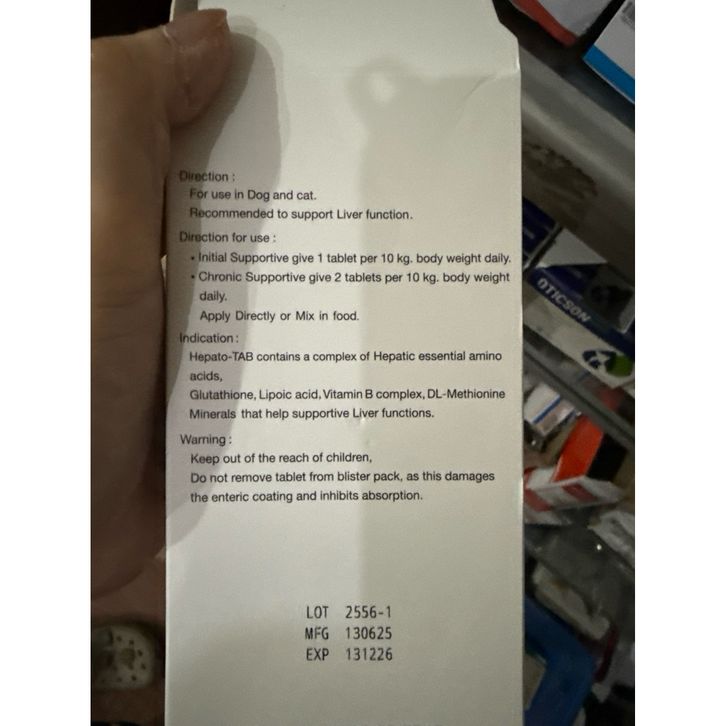 Direction :
For use in Dog and cat.
Recommended to support Liver function.
Direction for use :
• Initial Supportive give 1 tablet per 10 kg. body weight daily.
• Chronic Supportive give 2 tablets per 10 kg. body weight
daily.
Apply Directly or Mix in food.
Indication :
Hepato-TAB contains a complex of Hepatic essential amino
acids,
Glutathione, Lipoic acid, Vitamin B complex, DL-Methionine
Minerals that help supportive Liver functions.
Warning :
Keep out of the reach of children,
Do not remove tablet from blister pack, as this damages
the enteric coating and inhibits absorption.
LOT 2556-1
MFG 130625
EXP 131226
OTICSON